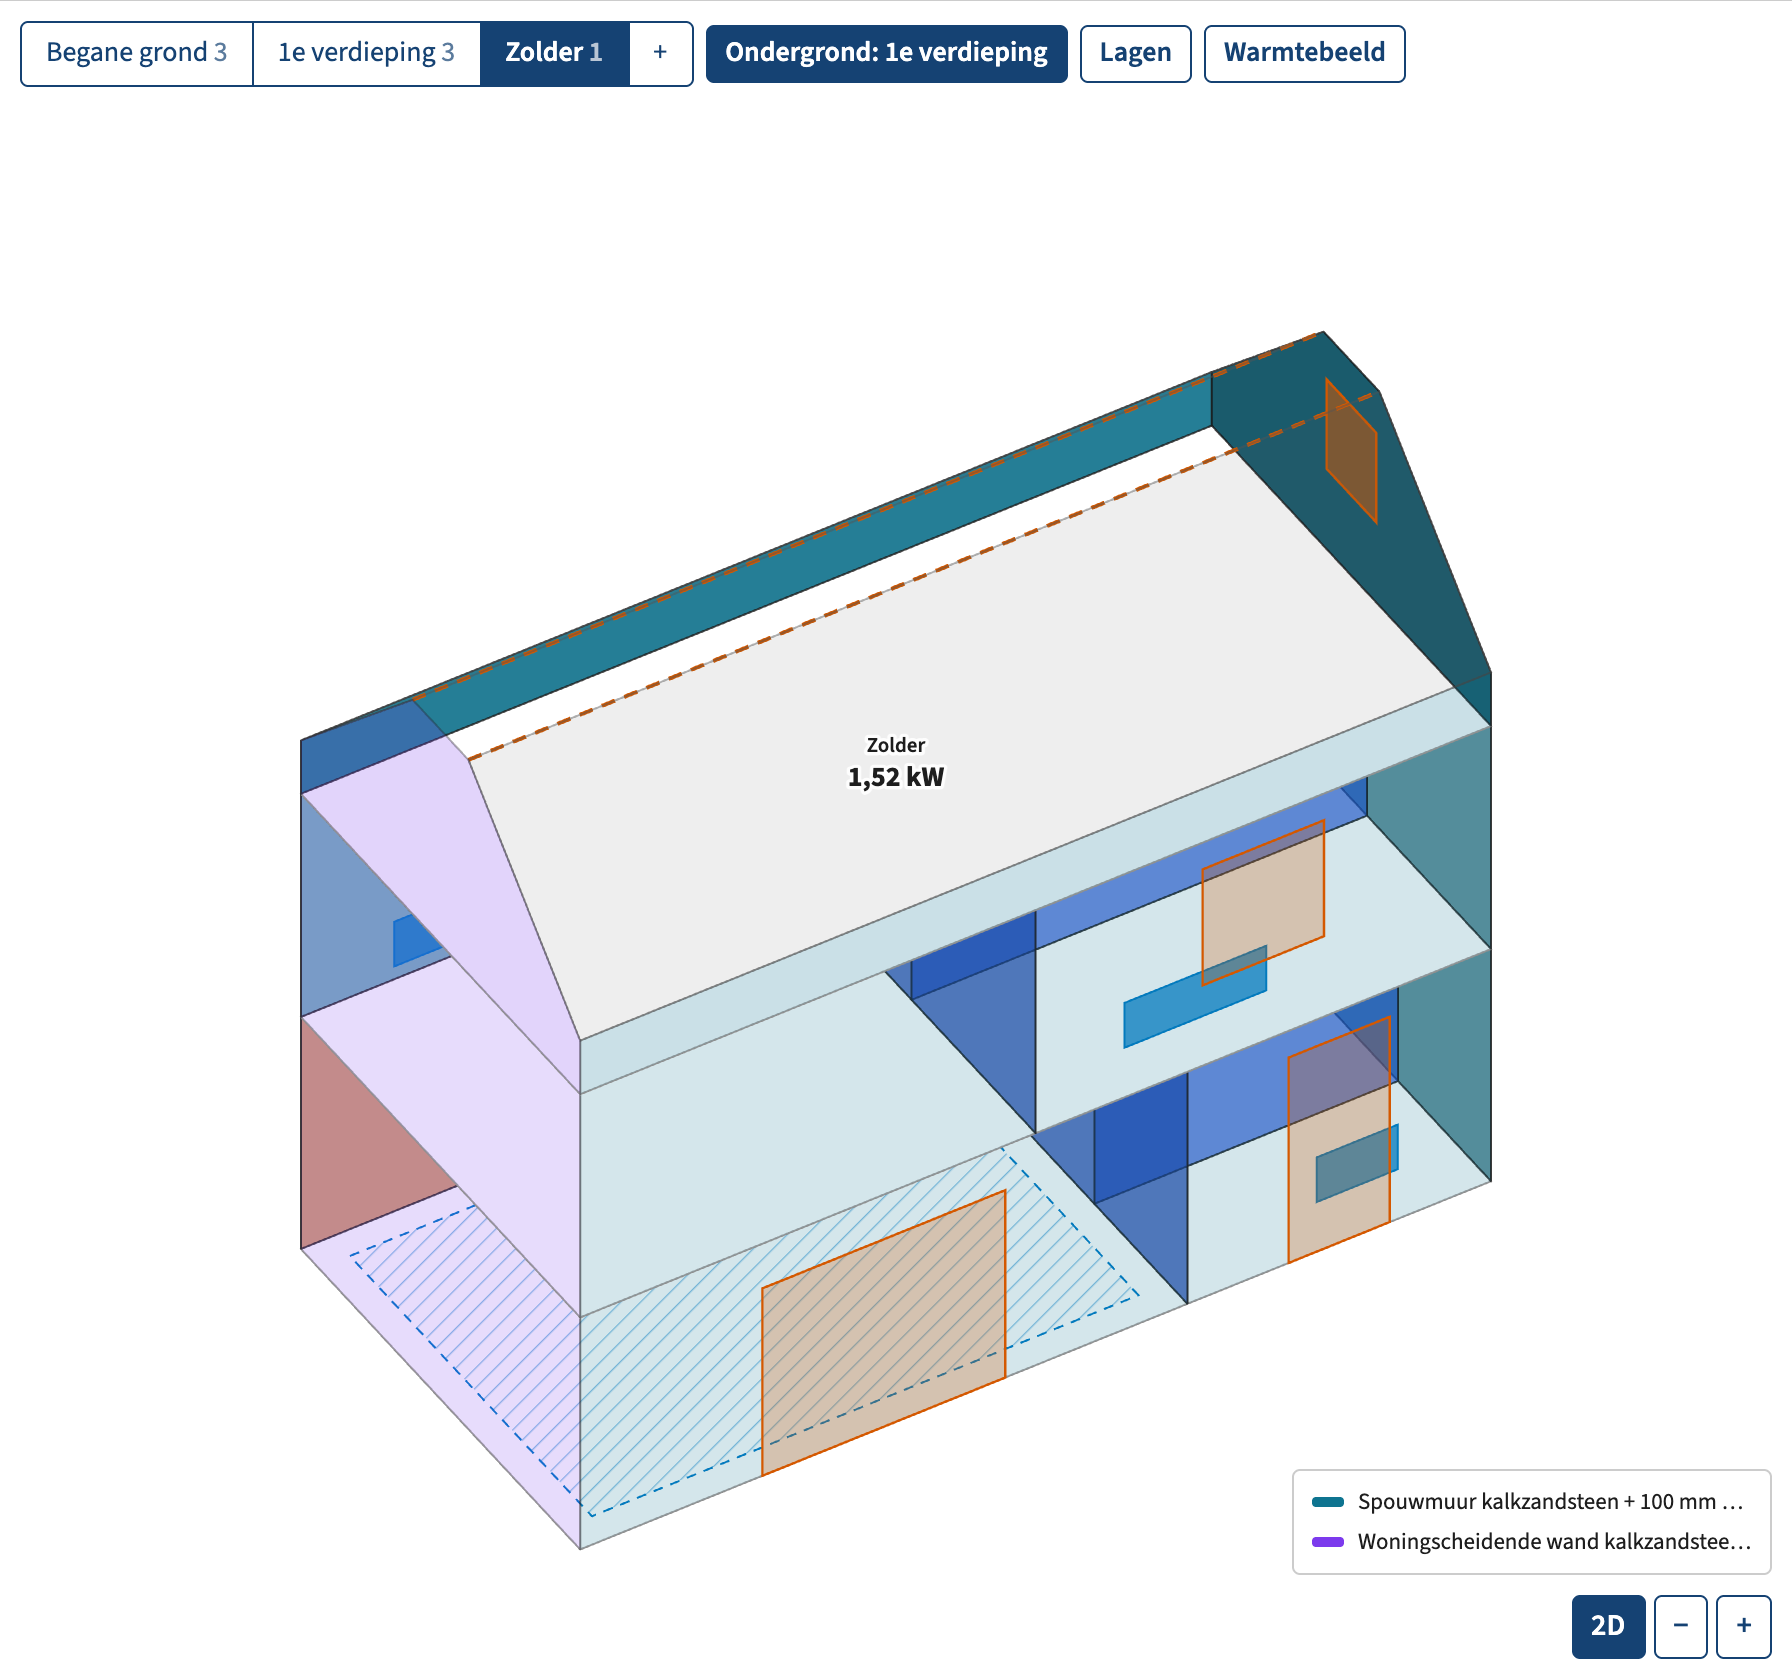 Begane grond 3
1e verdieping 3
Zolder 1
+
Ondergrond: 1e verdieping
Lagen
Warmtebeeld
Zolder
1,52 kW
Spouwmuur kalkzandsteen + 100 mm …
Woningscheidende wand kalkzandstee…
2D
−
+